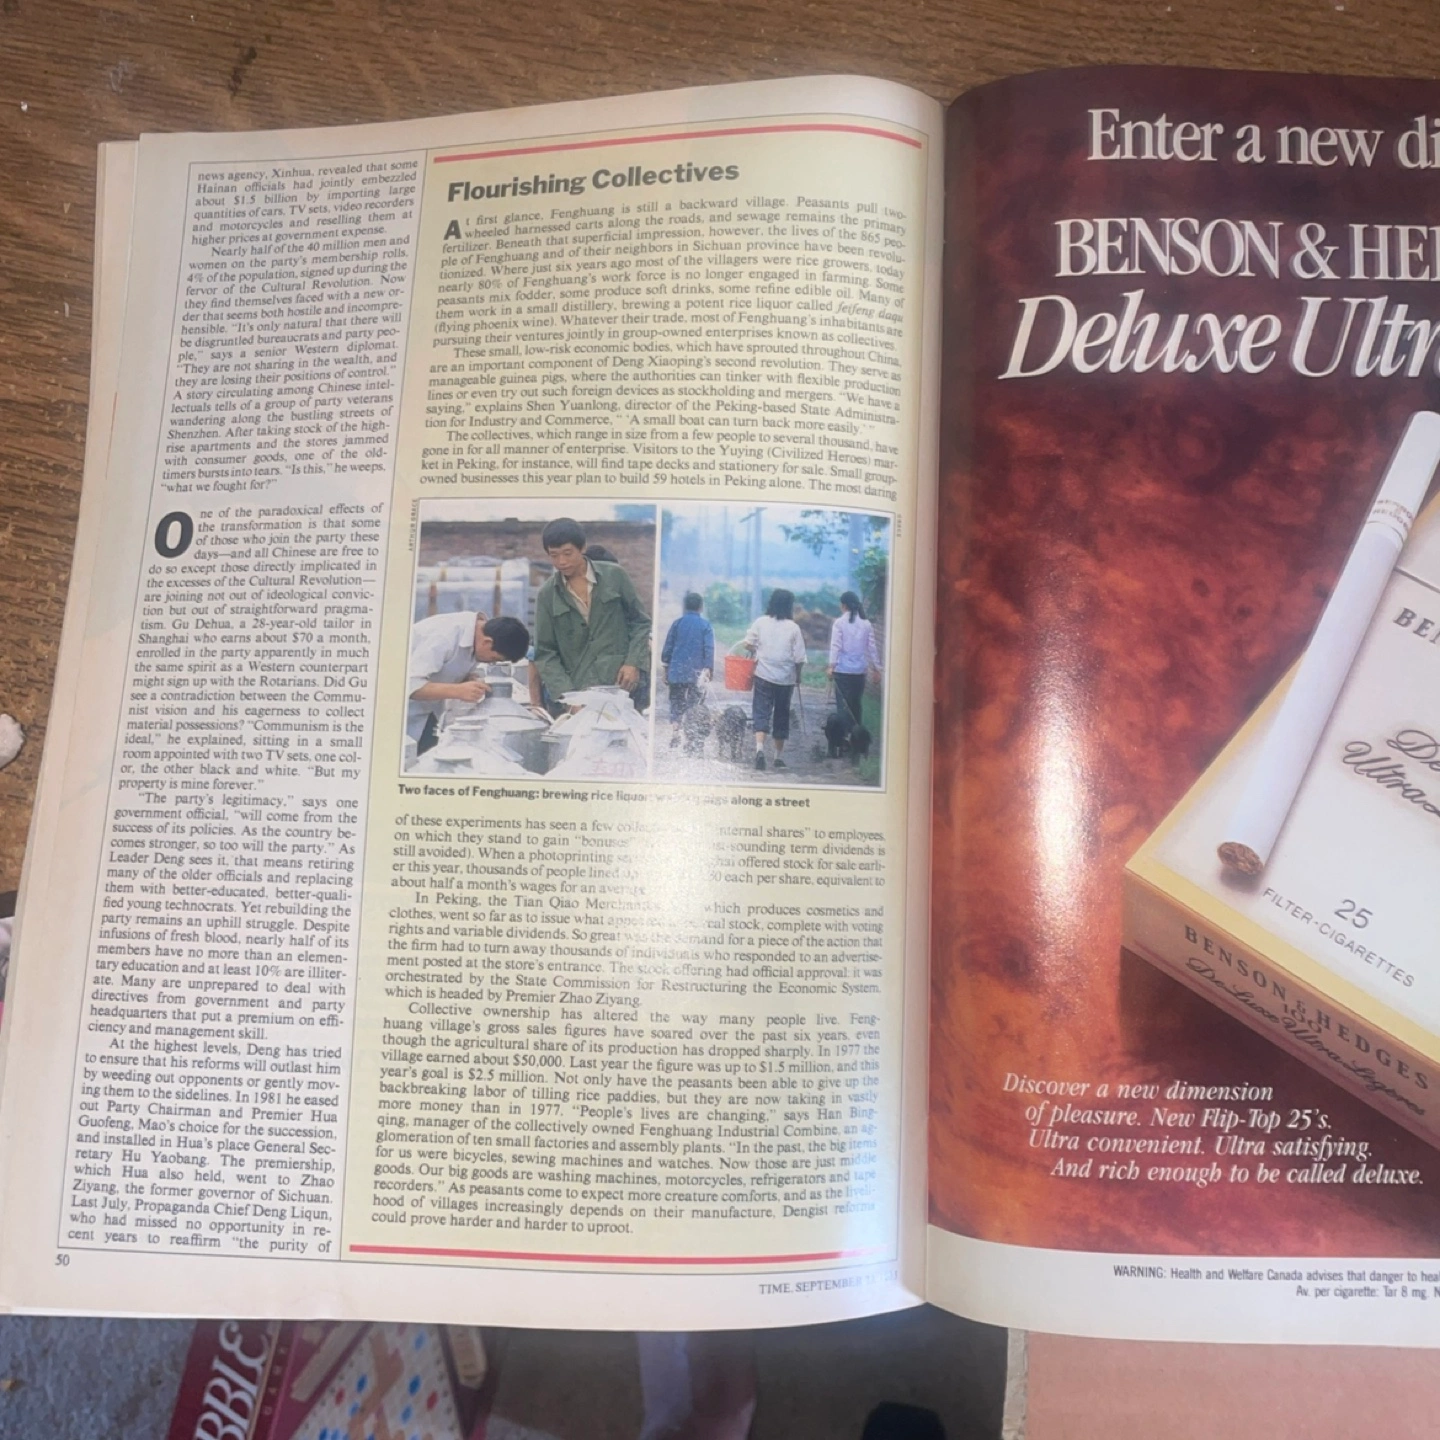 news agency, Xinhua, revealed that some
Hainan officials had jointly embezzled
about $1.5 billion by importing large
quantities of cars, TV sets, video recorders
and motorcycles and reselling them at
higher prices at government expense.
Nearly half of the 40 million men and
women on the party's membership rolls,
4% of the population, signed up during the
fervor of the Cultural Revolution. Now
they find themselves faced with a new or-
der that seems both hostile and incompre-
hensible. "It's only natural that there will
be disgruntled bureaucrats and party peo-
ple," says a senior Western diplomat.
"They are not sharing in the wealth, and
they are losing their positions of control."
A story circulating among Chinese intel-
lectuals tells of a group of party veterans
wandering along the bustling streets of
Shenzhen. After taking stock of the high-
rise apartments and the stores jammed
with consumer goods, one of the old-
timers bursts into tears. "Is this," he weeps,
"what we fought for?"
One of the paradoxical effects of
the transformation is that some
of those who join the party these
days—and all Chinese are free to
do so except those directly implicated in
the excesses of the Cultural Revolution—
are joining not out of ideological convic-
tion but out of straightforward pragma-
tism. Gu Dehua, a 28-year-old tailor in
Shanghai who earns about $70 a month,
enrolled in the party apparently in much
the same spirit as a Western counterpart
might sign up with the Rotarians. Did Gu
see a contradiction between the Commu-
nist vision and his eagerness to collect
material possessions? "Communism is the
ideal," he explained, sitting in a small
room appointed with two TV sets, one col-
or, the other black and white. "But my
property is mine forever."
"The party's legitimacy," says one
government official, "will come from the
success of its policies. As the country be-
comes stronger, so too will the party." As
Leader Deng sees it, that means retiring
many of the older officials and replacing
them with better-educated, better-quali-
fied young technocrats. Yet rebuilding the
party remains an uphill struggle. Despite
infusions of fresh blood, nearly half of its
members have no more than an elemen-
tary education and at least 10% are illiter-
ate. Many are unprepared to deal with
directives from government and party
headquarters that put a premium on effi-
ciency and management skill.
At the highest levels, Deng has tried
to ensure that his reforms will outlast him
by weeding out opponents or gently mov-
ing them to the sidelines. In 1981 he eased
out Party Chairman and Premier Hua
Guofeng, Mao's choice for the succession,
and installed in Hua's place General Sec-
retary Hu Yaobang. The premiership,
which Hua also held, went to Zhao
Ziyang, the former governor of Sichuan.
Last July, Propaganda Chief Deng Liqun,
who had missed no opportunity in re-
cent years to reaffirm "the purity of
50
Flourishing Collectives
At first glance, Fenghuang is still a backward village. Peasants pull two-
wheeled harnessed carts along the roads, and sewage remains the primary
fertilizer. Beneath that superficial impression, however, the lives of the 865 peo-
ple of Fenghuang and of their neighbors in Sichuan province have been revolu-
tionized. Where just six years ago most of the villagers were rice growers, today
nearly 80% of Fenghuang's work force is no longer engaged in farming. Some
peasants mix fodder, some produce soft drinks, some refine edible oil. Many of
them work in a small distillery, brewing a potent rice liquor called feifeng daqu
(flying phoenix wine). Whatever their trade, most of Fenghuang's inhabitants are
pursuing their ventures jointly in group-owned enterprises known as collectives.
These small, low-risk economic bodies, which have sprouted throughout China,
are an important component of Deng Xiaoping's second revolution. They serve as
manageable guinea pigs, where the authorities can tinker with flexible production
lines or even try out such foreign devices as stockholding and mergers. "We have a
saying," explains Shen Yuanlong, director of the Peking-based State Administra-
tion for Industry and Commerce, " 'A small boat can turn back more easily.' "
The collectives, which range in size from a few people to several thousand, have
gone in for all manner of enterprise. Visitors to the Yuying (Civilized Heroes) mar-
ket in Peking, for instance, will find tape decks and stationery for sale. Small group-
owned businesses this year plan to build 59 hotels in Peking alone. The most daring
Two faces of Fenghuang: brewing rice liquor along a street
of these experiments has seen a few "internal shares" to employees,
on which they stand to gain "bonuses" sounding term dividends is
still avoided). When a photoprinting offered stock for sale earli-
er this year, thousands of people lined each per share, equivalent to
about half a month's wages for an average
In Peking, the Tian Qiao which produces cosmetics and
clothes, went so far as to issue what real stock, complete with voting
rights and variable dividends. So great was the demand for a piece of the action that
the firm had to turn away thousands of individuals who responded to an advertise-
ment posted at the store's entrance. The stock offering had official approval: it was
orchestrated by the State Commission for Restructuring the Economic System,
which is headed by Premier Zhao Ziyang.
Collective ownership has altered the way many people live. Feng-
huang village's gross sales figures have soared over the past six years, even
though the agricultural share of its production has dropped sharply. In 1977 the
village earned about $50,000. Last year the figure was up to $1.5 million, and this
year's goal is $2.5 million. Not only have the peasants been able to give up the
backbreaking labor of tilling rice paddies, but they are now taking in vastly
more money than in 1977. "People's lives are changing," says Han Bing-
qing, manager of the collectively owned Fenghuang Industrial Combine, an ag-
glomeration of ten small factories and assembly plants. "In the past, the big items
for us were bicycles, sewing machines and watches. Now those are just middle
goods. Our big goods are washing machines, motorcycles, refrigerators and tape
recorders." As peasants come to expect more creature comforts, and as the liveli-
hood of villages increasingly depends on their manufacture, Dengist reforms
could prove harder and harder to uproot.
TIME, SEPTEMBER
Enter a new di
BENSON & HE
Deluxe Ultr
BENSON & HEDGES
BE
De
Ultra
25
FILTER-CIGARETTES
BENSON & HEDGES
100
De Luxe Ultra Lights
Discover a new dimension
of pleasure. New Flip-Top 25's.
Ultra convenient. Ultra satisfying.
And rich enough to be called deluxe.
WARNING: Health and Welfare Canada advises that danger to heal
Av. per cigarette: Tar 8 mg. N
BBLE
GAME